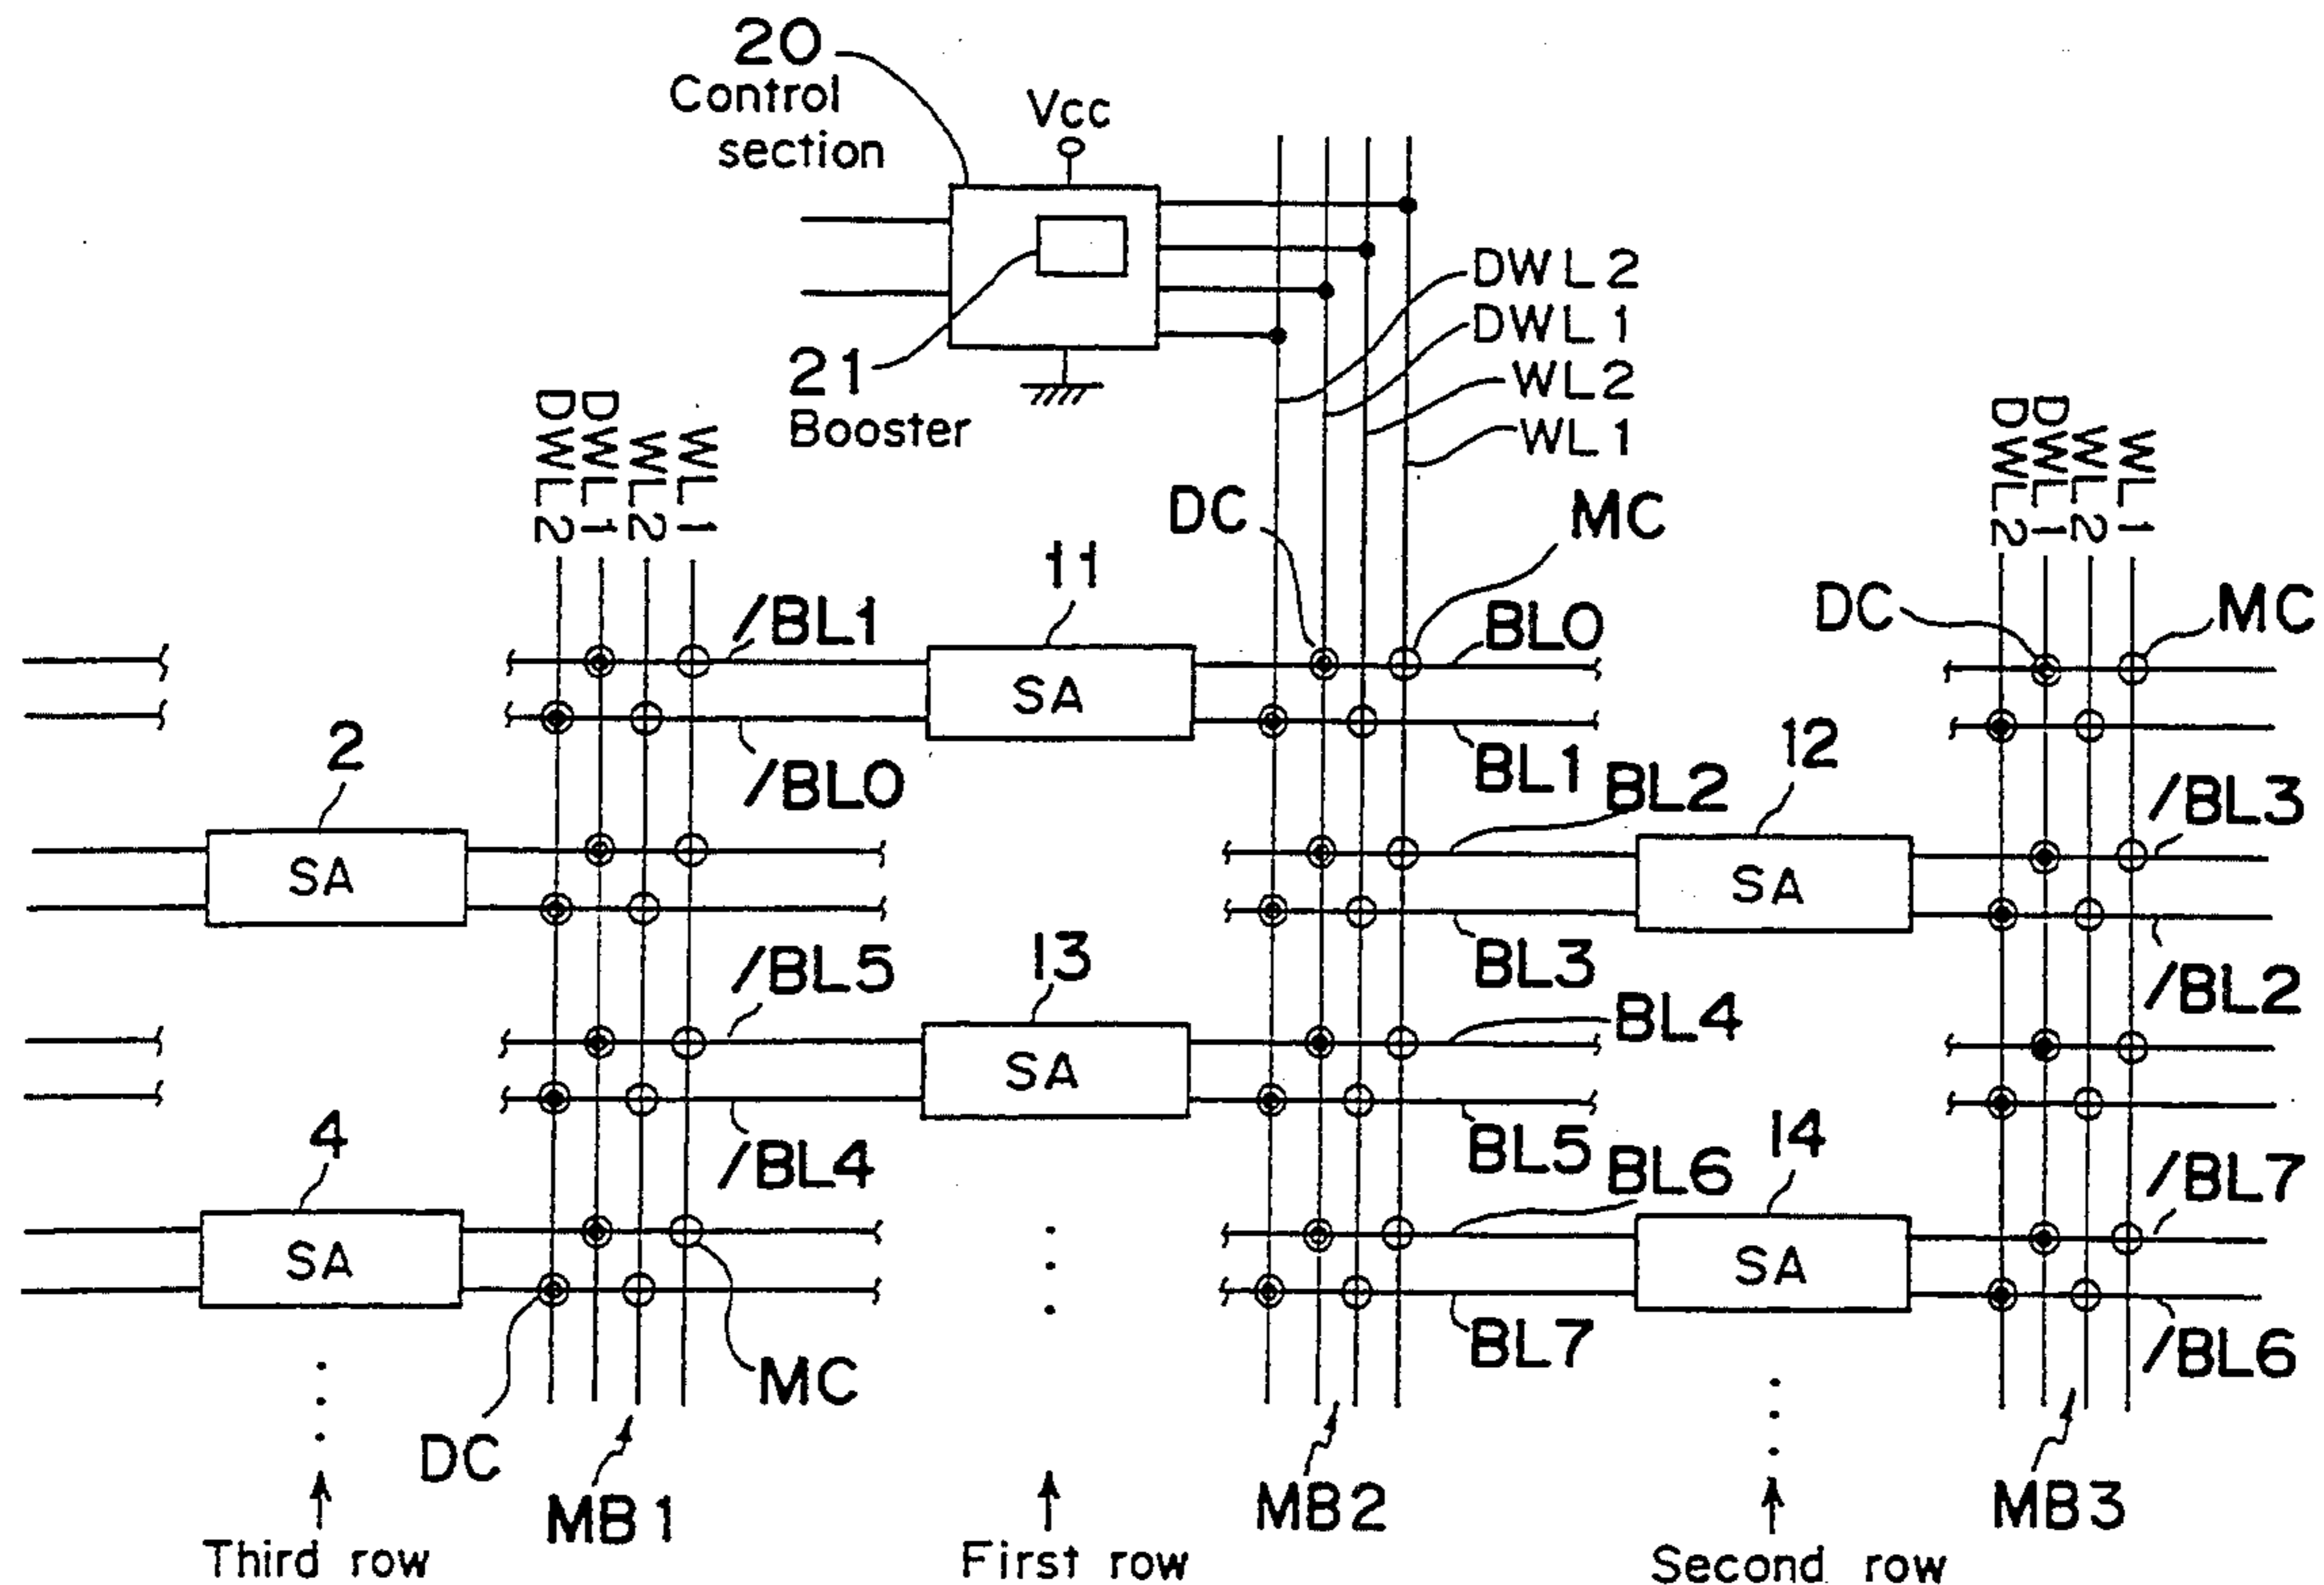 20
Control
section
Vcc
21
Booster
DWL2
DWL1
WL2
WL1
DWL2
DWL1
WL2
WL1
DWL2
DWL1
WL2
WL1
DC
MC
DC
MC
11
/BL1
SA
BL0
/BL0
BL1
2
SA
BL2
12
SA
/BL3
/BL5
13
SA
BL3
/BL2
BL4
/BL4
BL5
4
SA
BL6
14
SA
/BL7
BL7
/BL6
MC
DC
MB1
MB2
MB3
Third row
First row
Second row